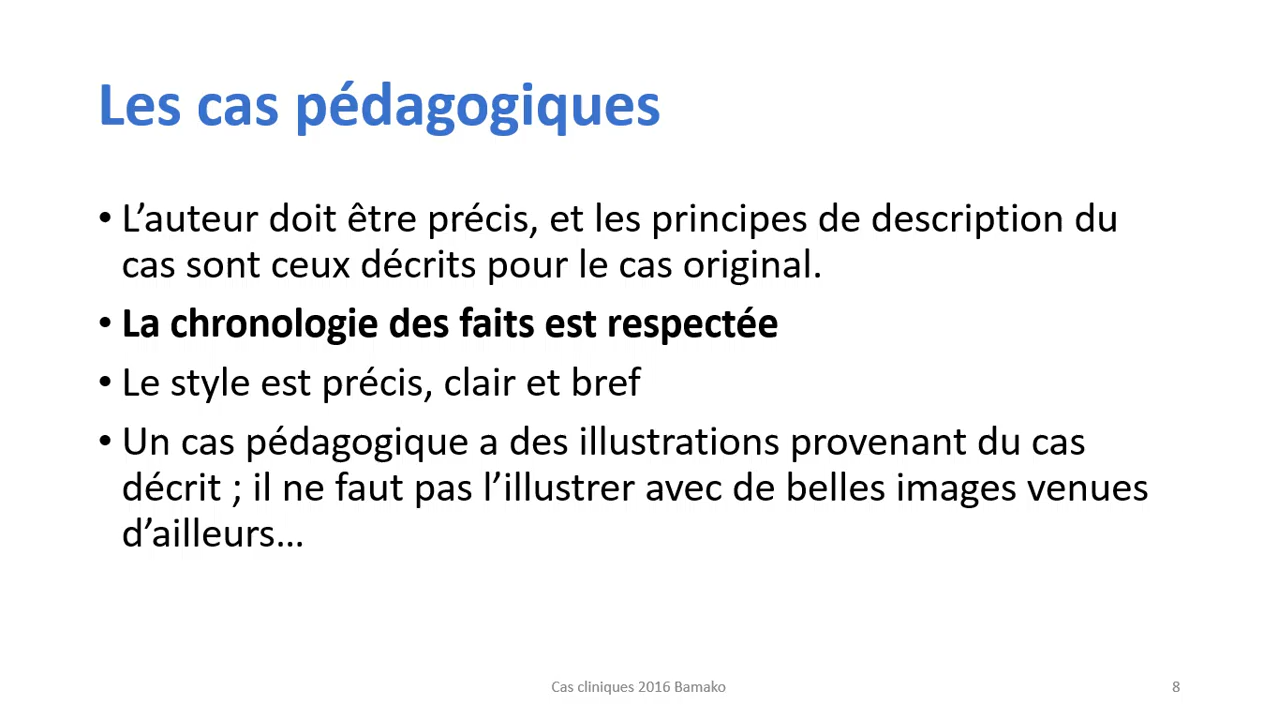 Les cas pédagogiques
• L’auteur doit être précis, et les principes de description du
cas sont ceux décrits pour le cas original.
• La chronologie des faits est respectée
• Le style est précis, clair et bref
• Un cas pédagogique a des illustrations provenant du cas
décrit ; il ne faut pas l’illustrer avec de belles images venues
d’ailleurs…
Cas cliniques 2016 Bamako
8